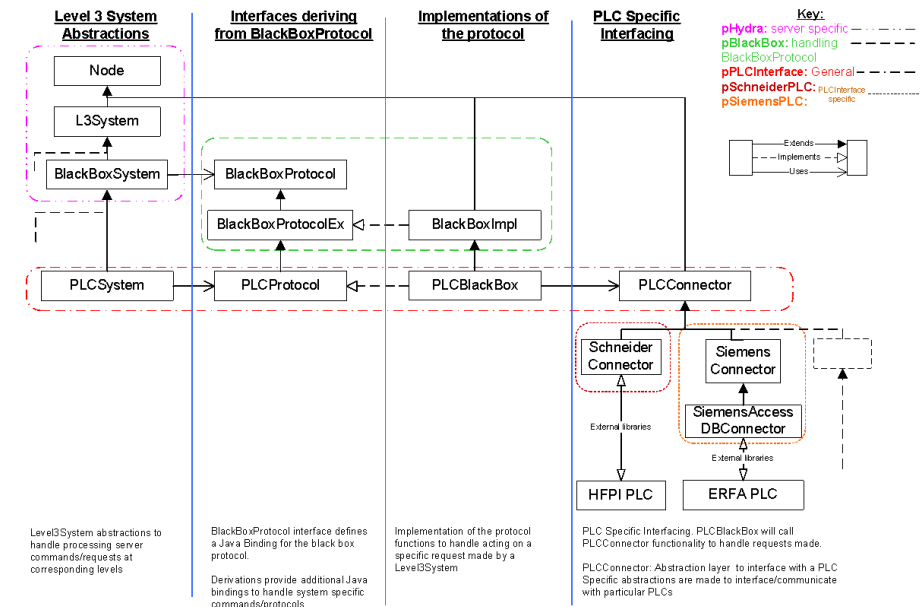 Level 3 System
Abstractions
Interfaces deriving
from BlackBoxProtocol
Implementations of
the protocol
PLC Specific
Interfacing
Key:
pHydra: server specific
pBlackBox: handling
BlackBoxProtocol
pPLCInterface: General
pSchneiderPLC: PLCInterface
pSiemensPLC: specific
Extends
Implements
Uses
Node
L3System
BlackBoxSystem
BlackBoxProtocol
BlackBoxProtocolEx
BlackBoxImpl
PLCSystem
PLCProtocol
PLCBlackBox
PLCConnector
Schneider
Connector
Siemens
Connector
SiemensAccess
DBConnector
External libraries
External libraries
HFPI PLC
ERFA PLC
Level3System abstractions to
handle processing server
commands/requests at
corresponding levels
BlackBoxProtocol interface defines
a Java Binding for the black box
protocol.
Derivations provide additional Java
bindings to handle system specific
commands/protocols
Implementation of the protocol
functions to handle acting on a
specific request made by a
Level3System
PLC Specific Interfacing. PLCBlackBox will call
PLCConnector functionality to handle requests made.
PLCConnector: Abstraction layer to interface with a PLC
Specific abstractions are made to interface/communicate
with particular PLCs